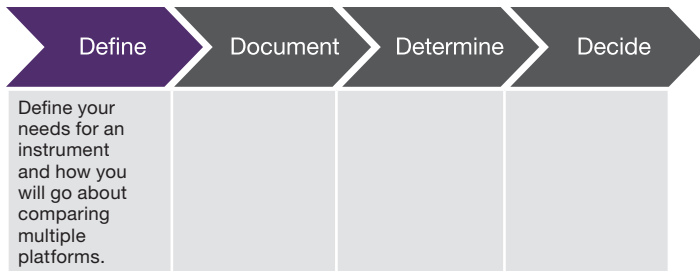 Define Document Determine Decide
Define your
needs for an
instrument
and how you
will go about
comparing
multiple
platforms.